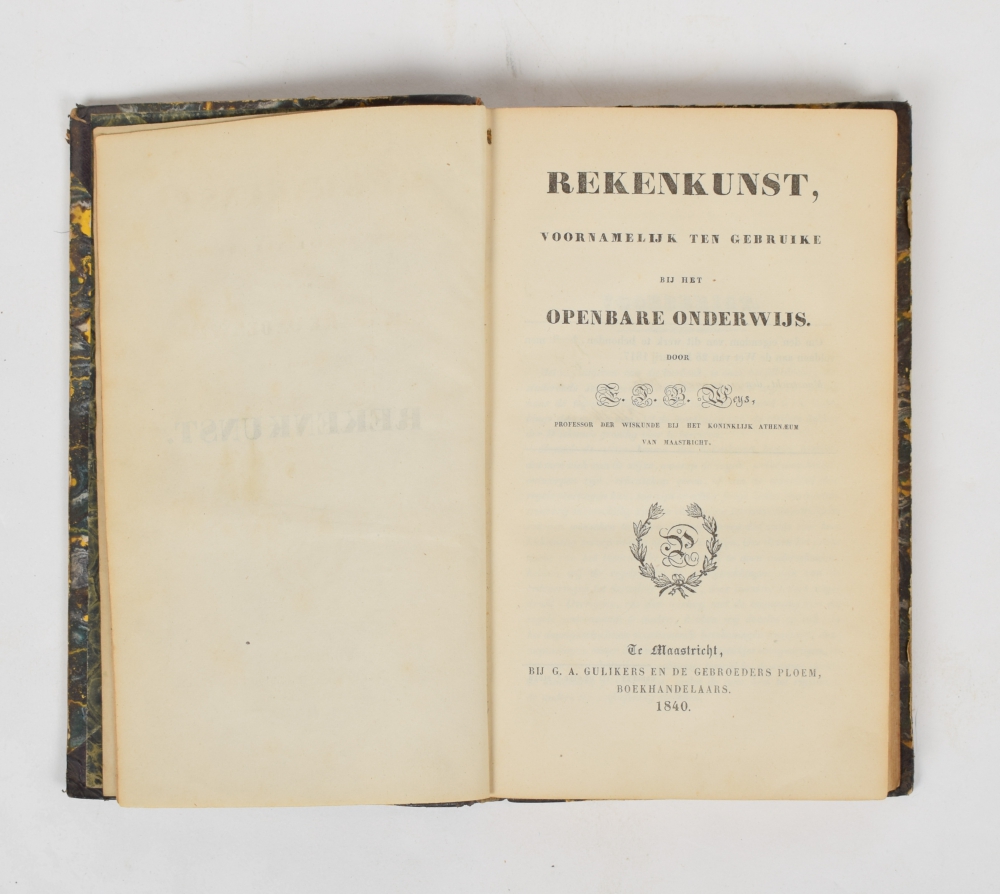 REKENKUNST,
VOORNAMELIJK TEN GEBRUIKE
BIJ HET
OPENBARE ONDERWIJS.
DOOR
B. Weys,
PROFESSOR DER WISKUNDE BIJ HET KONINKLIJK ATHENÆUM
VAN MAASTRICHT.
P
Te Maastricht,
BIJ G. A. GULIKERS EN DE GEBROEDERS PLOEM,
BOEKHANDELAARS.
1840.